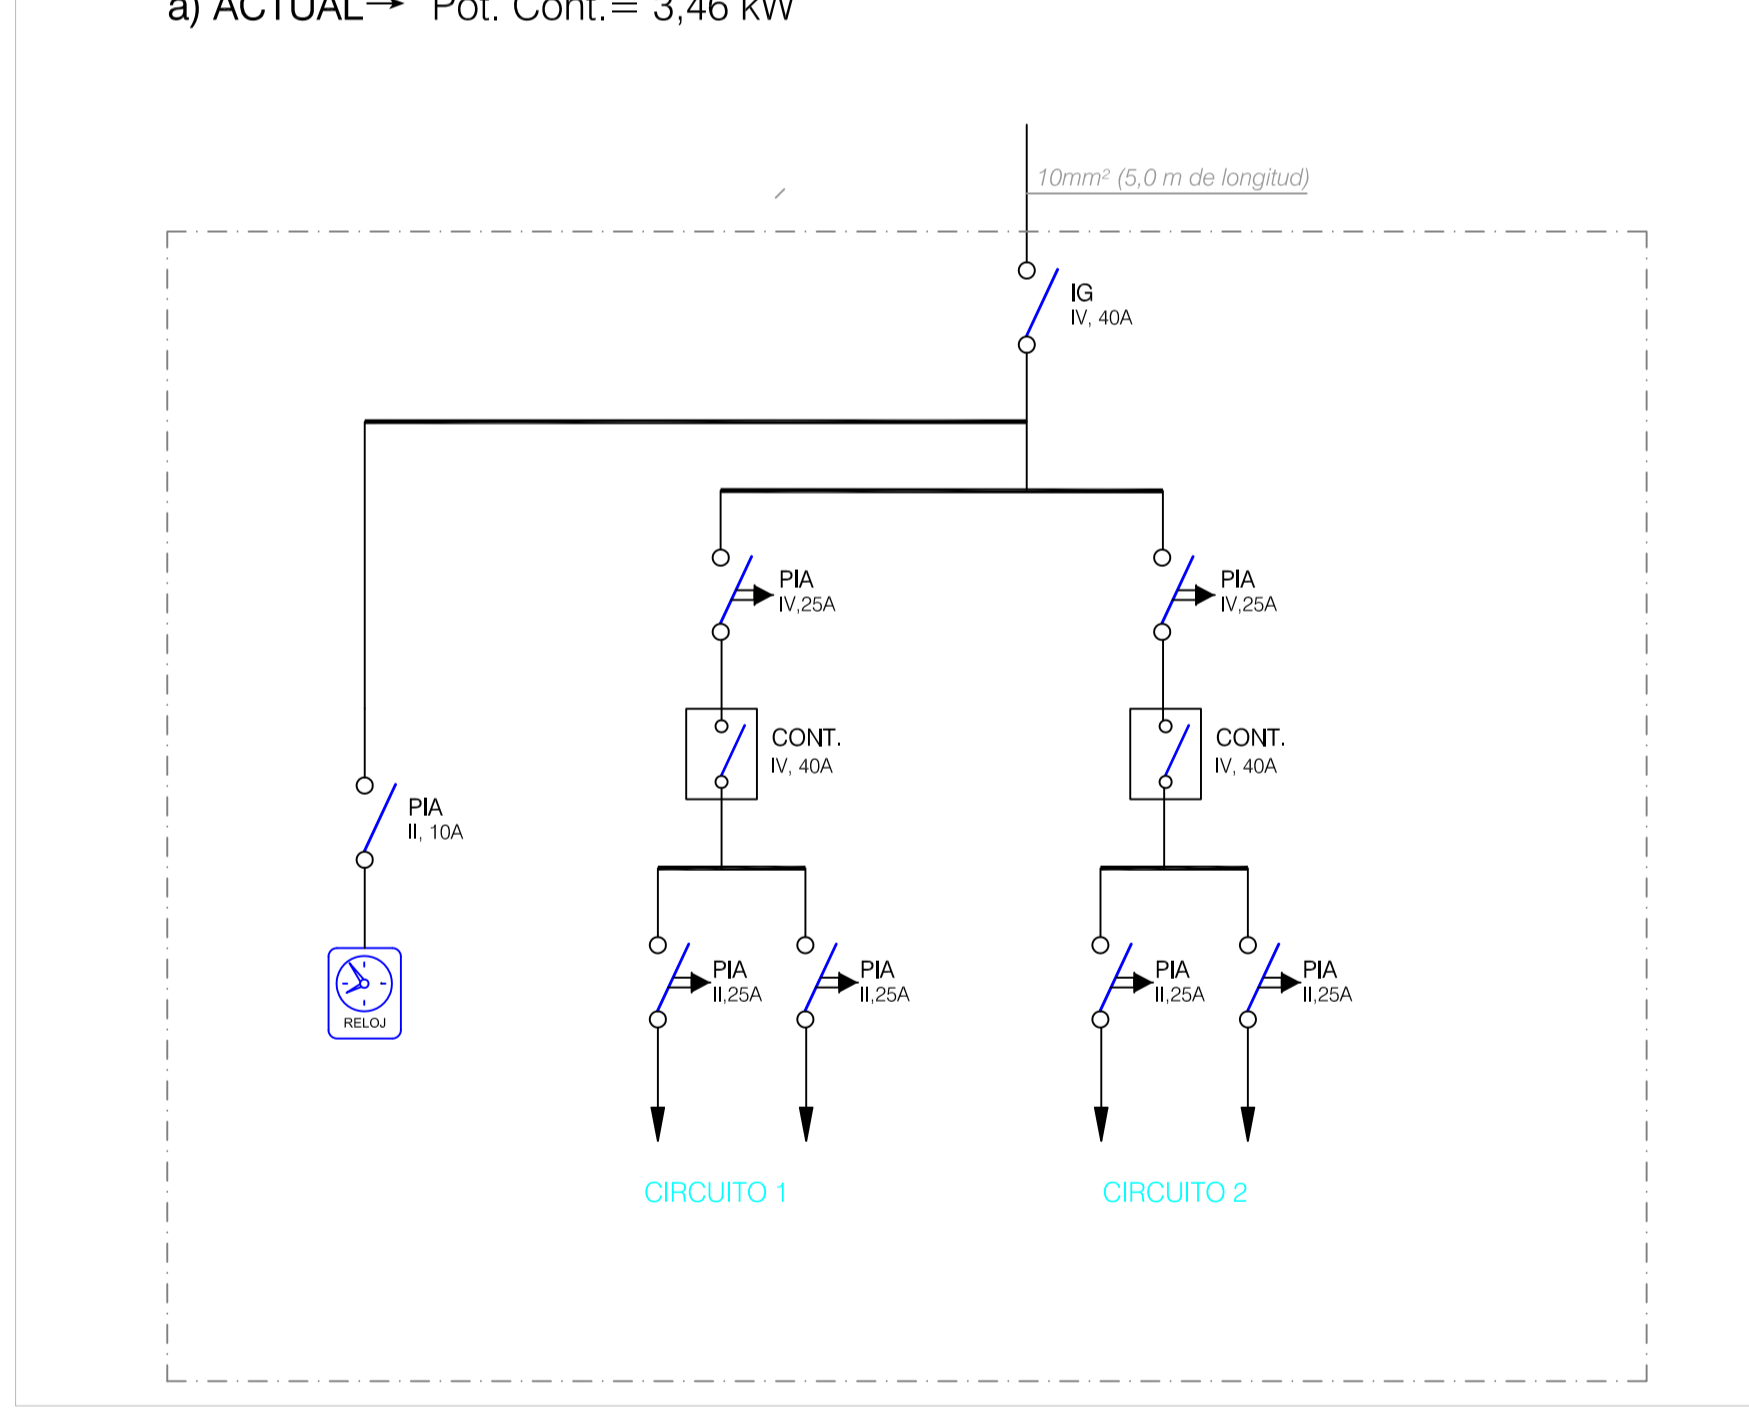 a) ACTUAL→ Pot. Cont.= 3,46 kW
10mm² (5,0 m de longitud)
IG
IV, 40A
PIA
IV,25A
PIA
IV,25A
CONT.
IV, 40A
CONT.
IV, 40A
PIA
II, 10A
RELOJ
PIA
II,25A
PIA
II,25A
PIA
II,25A
PIA
II,25A
CIRCUITO 1
CIRCUITO 2